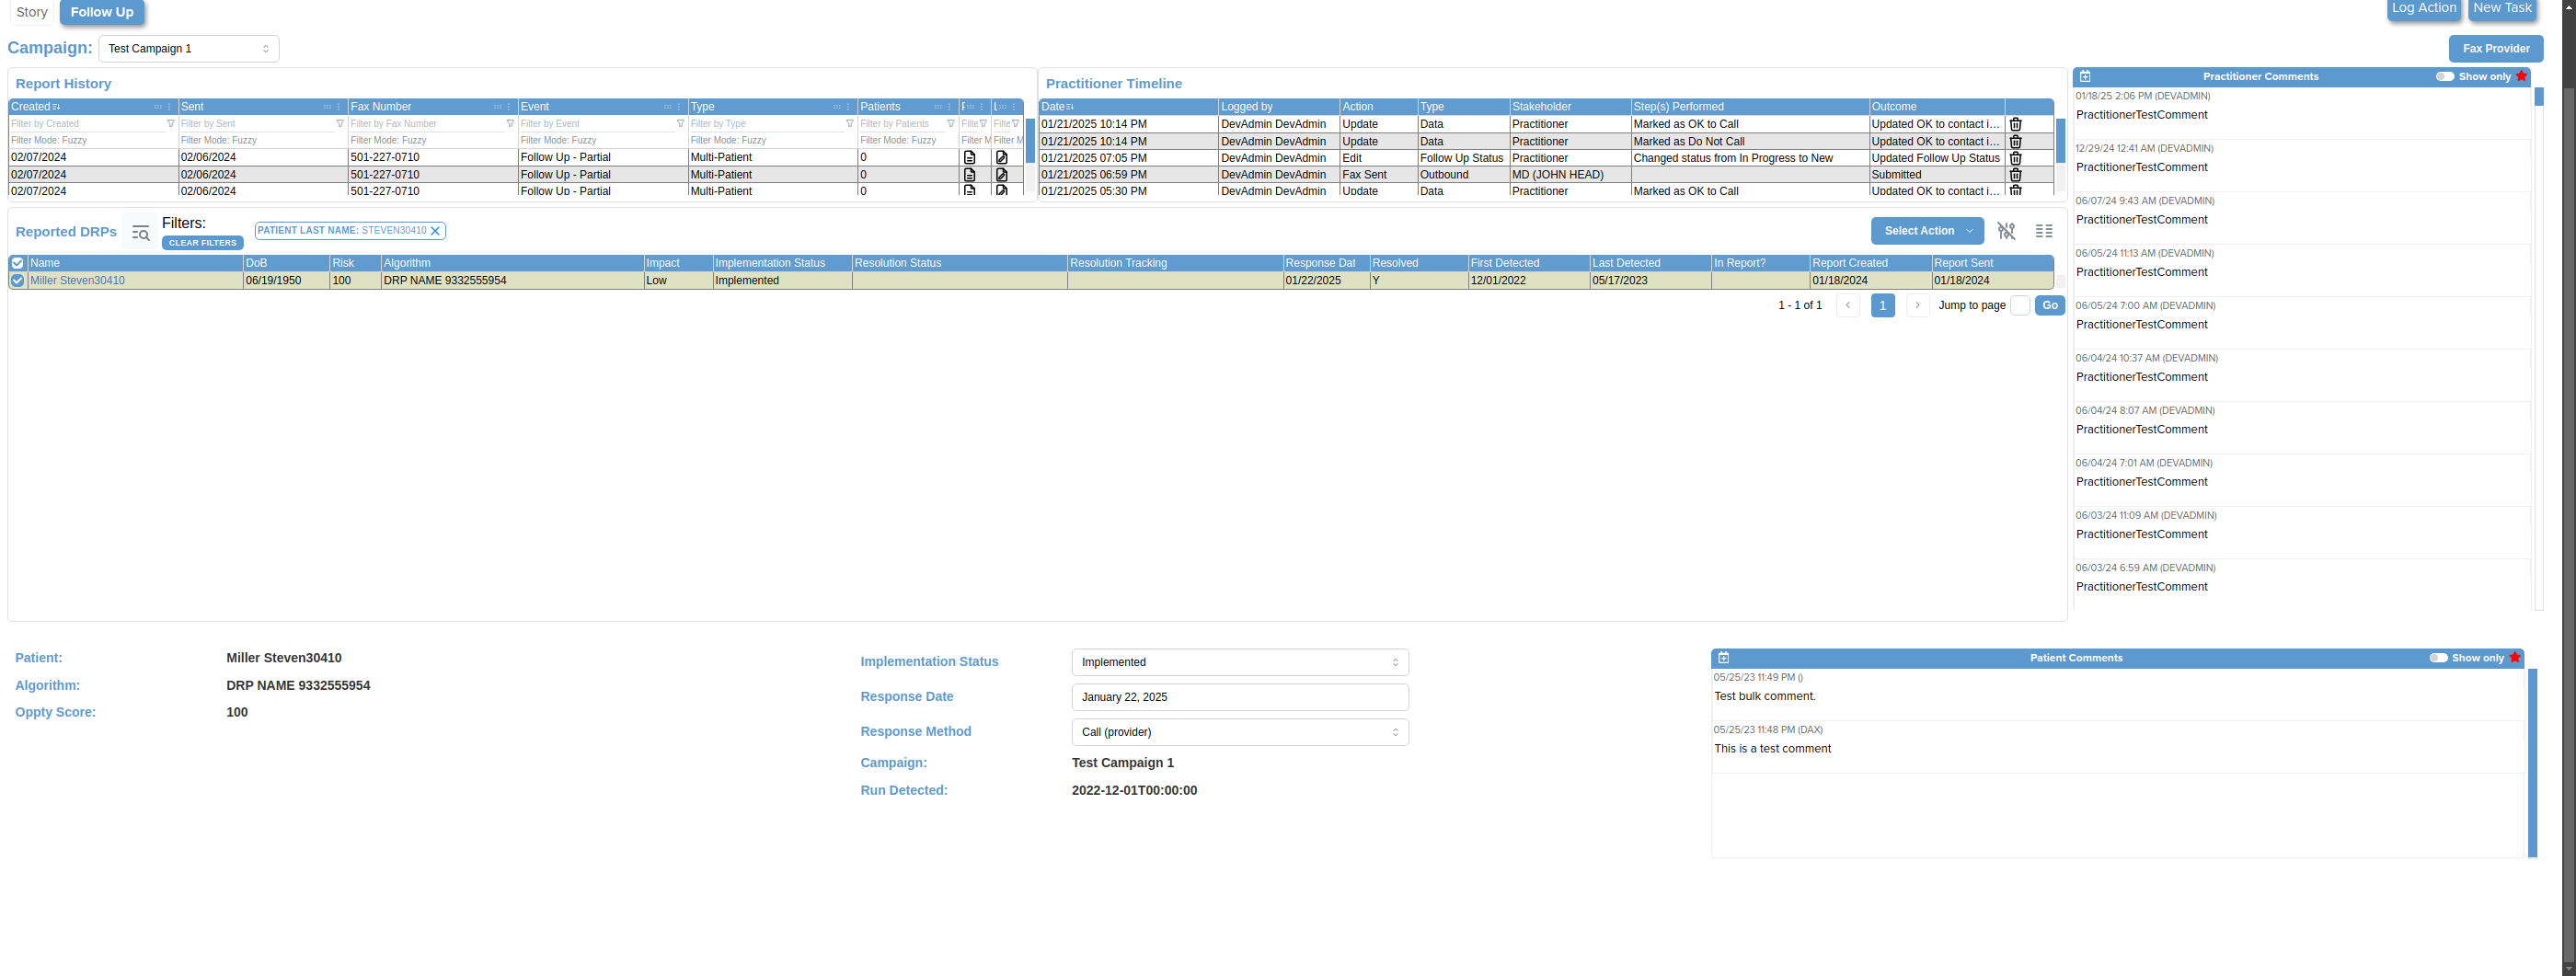 Story Follow Up Log Action New Task
Campaign: Test Campaign 1 Fax Provider
Report History
Created Sent Fax Number Event Type Patients
Filter by Created Filter by Sent Filter by Fax Number Filter by Event Filter by Type Filter by Patients Filte Filte
Filter Mode: Fuzzy Filter Mode: Fuzzy Filter Mode: Fuzzy Filter Mode: Fuzzy Filter Mode: Fuzzy Filter Mode: Fuzzy Filter M Filter M
02/07/2024 02/06/2024 501-227-0710 Follow Up - Partial Multi-Patient 0
02/07/2024 02/06/2024 501-227-0710 Follow Up - Partial Multi-Patient 0
02/07/2024 02/06/2024 501-227-0710 Follow Up - Partial Multi-Patient 0
Practitioner Timeline
Date Logged by Action Type Stakeholder Step(s) Performed Outcome
01/21/2025 10:14 PM DevAdmin DevAdmin Update Data Practitioner Marked as OK to Call Updated OK to contact i...
01/21/2025 10:14 PM DevAdmin DevAdmin Update Data Practitioner Marked as Do Not Call Updated OK to contact i...
01/21/2025 07:05 PM DevAdmin DevAdmin Edit Follow Up Status Practitioner Changed status from In Progress to New Updated Follow Up Status
01/21/2025 06:59 PM DevAdmin DevAdmin Fax Sent Outbound MD (JOHN HEAD) Submitted
01/21/2025 05:30 PM DevAdmin DevAdmin Update Data Practitioner Marked as OK to Call Updated OK to contact i...
Practitioner Comments Show only
01/18/25 2:06 PM (DEVADMIN)
PractitionerTestComment
12/29/24 12:41 AM (DEVADMIN)
PractitionerTestComment
06/07/24 9:43 AM (DEVADMIN)
PractitionerTestComment
06/05/24 11:13 AM (DEVADMIN)
PractitionerTestComment
06/05/24 7:00 AM (DEVADMIN)
PractitionerTestComment
06/04/24 10:37 AM (DEVADMIN)
PractitionerTestComment
06/04/24 8:07 AM (DEVADMIN)
PractitionerTestComment
06/04/24 7:01 AM (DEVADMIN)
PractitionerTestComment
06/03/24 11:09 AM (DEVADMIN)
PractitionerTestComment
06/03/24 6:59 AM (DEVADMIN)
PractitionerTestComment
Reported DRPs Filters:
CLEAR FILTERS
PATIENT LAST NAME: STEVEN30410
Select Action
Name DoB Risk Algorithm Impact Implementation Status Resolution Status Resolution Tracking Response Dat Resolved First Detected Last Detected In Report? Report Created Report Sent
Miller Steven30410 06/19/1950 100 DRP NAME 9332555954 Low Implemented 01/22/2025 Y 12/01/2022 05/17/2023 01/18/2024 01/18/2024
1 - 1 of 1 1 Jump to page Go
Patient: Miller Steven30410
Algorithm: DRP NAME 9332555954
Oppty Score: 100
Implementation Status Implemented
Response Date January 22, 2025
Response Method Call (provider)
Campaign: Test Campaign 1
Run Detected: 2022-12-01T00:00:00
Patient Comments Show only
05/25/23 11:49 PM ()
Test bulk comment.
05/25/23 11:48 PM (DAX)
This is a test comment